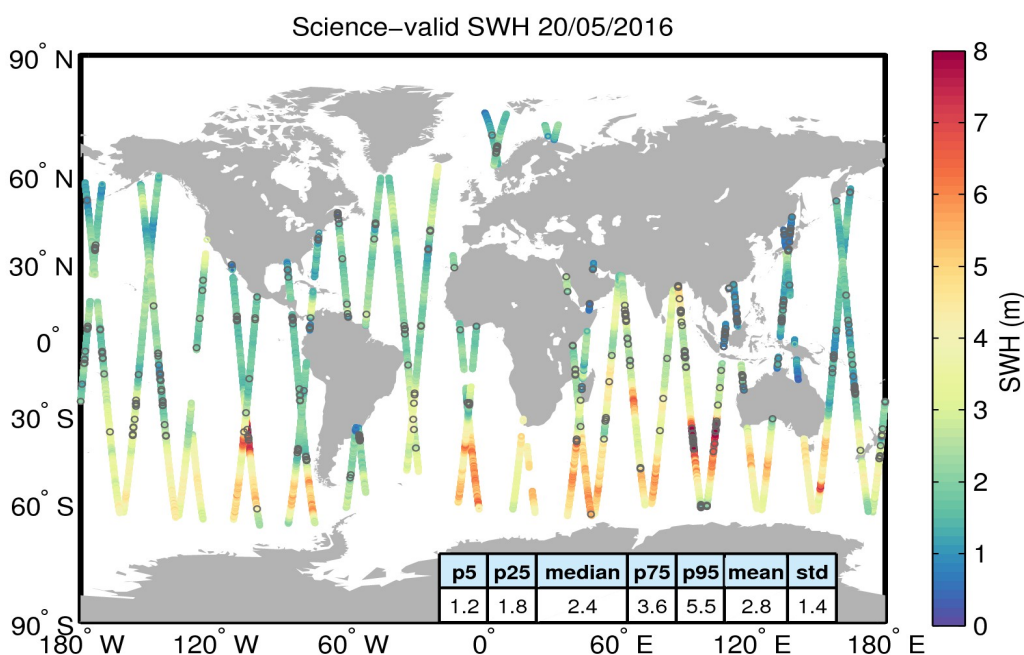 Science–valid SWH 20/05/2016
90° N
60° N
30° N
0°
30° S
60° S
90° S
180° W
120° W
60° W
0°
60° E
120° E
180° E
p5 p25 median p75 p95 mean std
1.2 1.8 2.4 3.6 5.5 2.8 1.4
8
7
6
5
4
3
2
1
0
SWH (m)